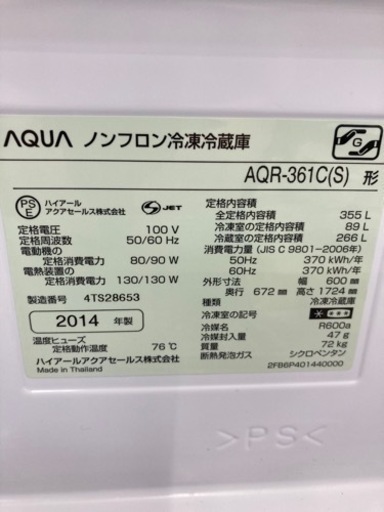 AQUA ノンフロン冷凍冷蔵庫
AQR-361C(S) 形
G
PS
E
ハイアール
アクアセールス株式会社
S JET
定格電圧 100 V
定格周波数 50/60 Hz
電動機の
定格消費電力 80/90 W
電熱装置の
定格消費電力 130/130 W
製造番号 4TS28653
2014 年製
温度ヒューズ
定格動作温度 76℃
ハイアールアクアセールス株式会社
Made in Thailand
定格内容積
全定格内容積 355 L
冷凍室の内容積 89 L
冷蔵室の内容積 266 L
消費電力量(JIS C 9801-2006年)
50Hz 370 kWh/年
60Hz 370 kWh/年
外形寸法 幅 600 mm
奥行 672 mm 高さ 1724 mm
種類 冷凍冷蔵庫
冷凍室の記号
冷媒名 R600a
冷媒封入量 47 g
質量 72 kg
断熱発泡ガス シクロペンタン
2FB6P401440000
>PS<